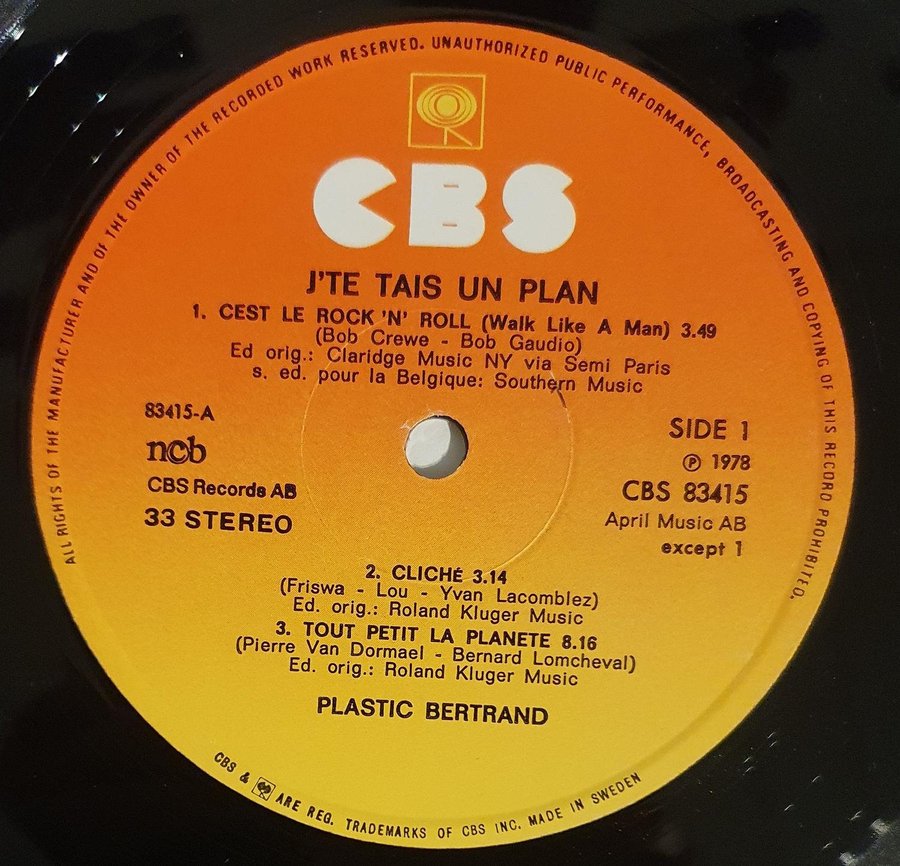 ALL RIGHTS OF THE MANUFACTURER AND OF THE OWNER OF THE RECORDED WORK RESERVED. UNAUTHORIZED PUBLIC PERFORMANCE, BROADCASTING AND COPYING OF THIS RECORD PROHIBITED.
CBS
J'TE TAIS UN PLAN
1. CEST LE ROCK 'N' ROLL (Walk Like A Man) 3.49
(Bob Crewe - Bob Gaudio)
Ed orig.: Claridge Music NY via Semi Paris
s. ed. pour la Belgique: Southern Music
83415-A
ncb
CBS Records AB
33 STEREO
SIDE 1
℗ 1978
CBS 83415
April Music AB
except 1
2. CLICHÉ 3.14
(Friswa - Lou - Yvan Lacomblez)
Ed. orig.: Roland Kluger Music
3. TOUT PETIT LA PLANETE 8.16
(Pierre Van Dormael - Bernard Lomcheval)
Ed. orig.: Roland Kluger Music
PLASTIC BERTRAND
CBS & ARE REG. TRADEMARKS OF CBS INC. MADE IN SWEDEN